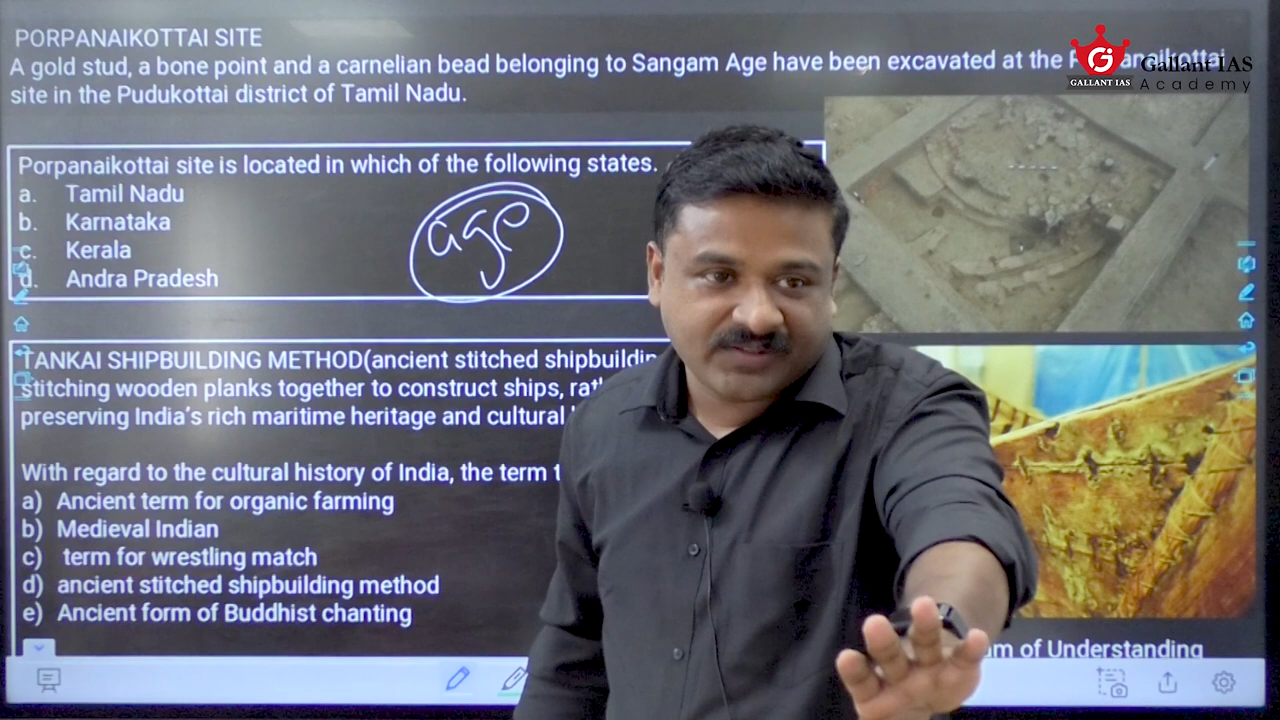 PORPANAIKOTTAI SITE
A gold stud, a bone point and a carnelian bead belonging to Sangam Age have been excavated at the
site in the Pudukottai district of Tamil Nadu.
Gi
GALLANT IAS
Gallant IAS
Academy
Porpanaikottai site is located in which of the following states.
a. Tamil Nadu
b. Karnataka
c. Kerala
d. Andra Pradesh
age
TANKAI SHIPBUILDING METHOD(ancient stitched
stitching wooden planks together to construct ships,
preserving India's rich maritime heritage and cultural
With regard to the cultural history of India, the term
a) Ancient term for organic farming
b) Medieval Indian
c) term for wrestling match
d) ancient stitched shipbuilding method
e) Ancient form of Buddhist chanting
of Understanding